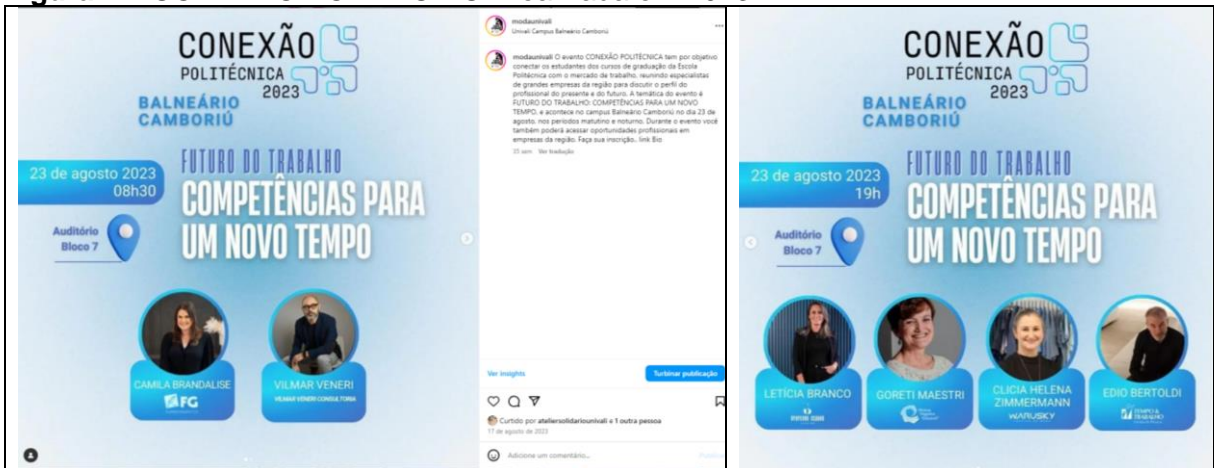 CONEXÃO
POLITÉCNICA
2023
BALNEÁRIO
CAMBORIÚ
23 de agosto 2023
08h30
Auditório
Bloco 7
FUTURO DO TRABALHO
COMPETÊNCIAS PARA
UM NOVO TEMPO
CAMILA BRANDALISE
FG
VILMAR VENERI
VILMAR VENERI CONSULTORIA
modaunivali
Univali Campus Balneário Camboriú
modaunivali O evento CONEXÃO POLITÉCNICA tem por objetivo
conectar os estudantes dos cursos de graduação da Escola
Politécnica com o mercado de trabalho, reunindo especialistas
de grandes empresas da região para discutir o perfil do
profissional do presente e do futuro. A temática do evento é
FUTURO DO TRABALHO: COMPETÊNCIAS PARA UM NOVO
TEMPO, e acontece no campus Balneário Camboriú no dia 23 de
agosto, nos períodos matutino e noturno. Durante o evento você
também poderá acessar oportunidades profissionais em
empresas da região. Faça sua inscrição.. link Bio
35 sem Ver tradução
Ver insights
Turbinar publicação
Curtido por ateliersolidariounivali e 1 outra pessoa
17 de agosto de 2023
Adicione um comentário...
CONEXÃO
POLITÉCNICA
2023
BALNEÁRIO
CAMBORIÚ
23 de agosto 2023
19h
Auditório
Bloco 7
FUTURO DO TRABALHO
COMPETÊNCIAS PARA
UM NOVO TEMPO
LETÍCIA BRANCO
GORETI MAESTRI
CLICIA HELENA
ZIMMERMANN
WARUSKY
EDIO BERTOLDI
TEMPO &
TRABALHO